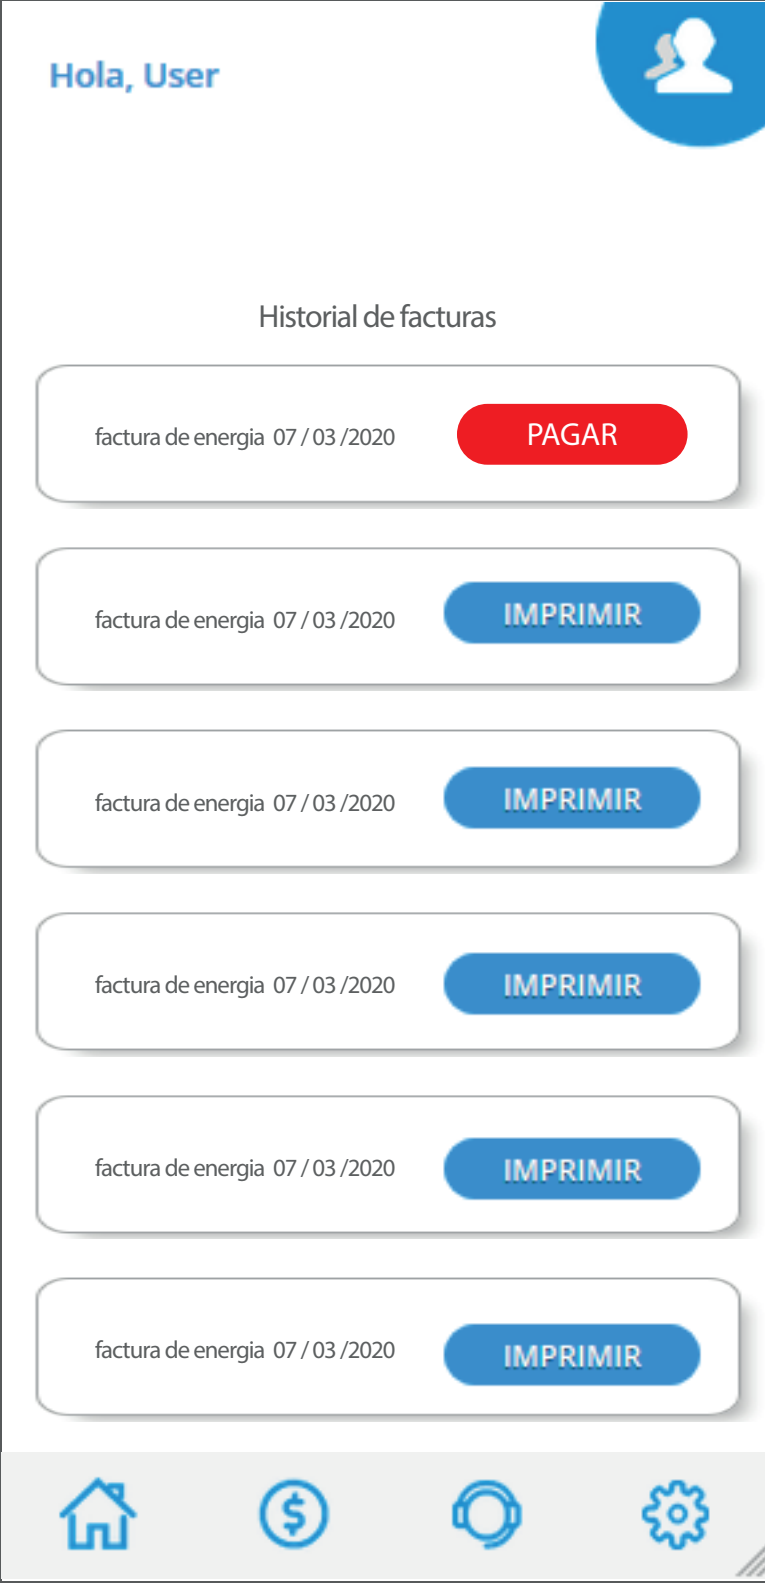 Hola, User
Historial de facturas
factura de energia 07 / 03 /2020 PAGAR
factura de energia 07 / 03 /2020 IMPRIMIR
factura de energia 07 / 03 /2020 IMPRIMIR
factura de energia 07 / 03 /2020 IMPRIMIR
factura de energia 07 / 03 /2020 IMPRIMIR
factura de energia 07 / 03 /2020 IMPRIMIR